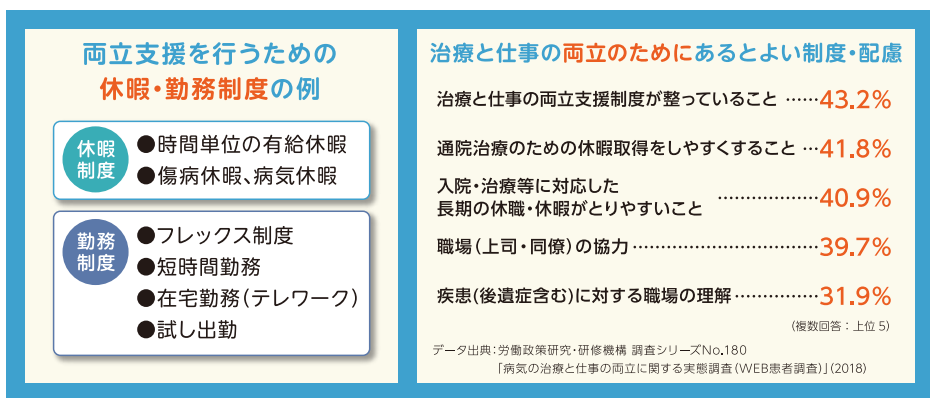 両立支援を行うための
休暇・勤務制度の例
休暇
制度
●時間単位の有給休暇
●傷病休暇、病気休暇
勤務
制度
●フレックス制度
●短時間勤務
●在宅勤務(テレワーク)
●試し出勤
治療と仕事の両立のためにあるとよい制度・配慮
治療と仕事の両立支援制度が整っていること ……43.2%
通院治療のための休暇取得をしやすくすること …41.8%
入院・治療等に対応した
長期の休職・休暇がとりやすいこと ………………40.9%
職場(上司・同僚)の協力…………………………39.7%
疾患(後遺症含む)に対する職場の理解……………31.9%
(複数回答:上位5)
データ出典:労働政策研究・研修機構 調査シリーズNo.180
「病気の治療と仕事の両立に関する実態調査(WEB患者調査)」(2018)